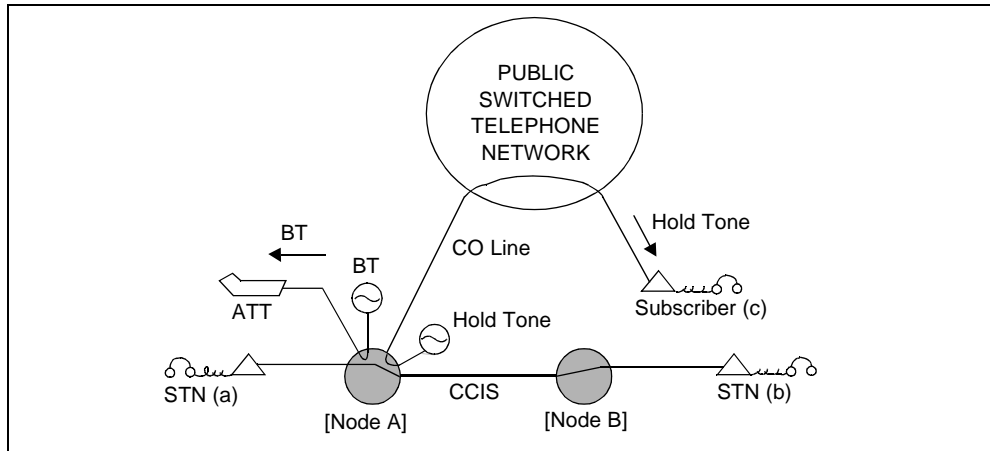 PUBLIC
SWITCHED
TELEPHONE
NETWORK
Hold Tone
BT
CO Line
BT
ATT
Subscriber (c)
Hold Tone
STN (a)
CCIS
STN (b)
[Node A]
[Node B]